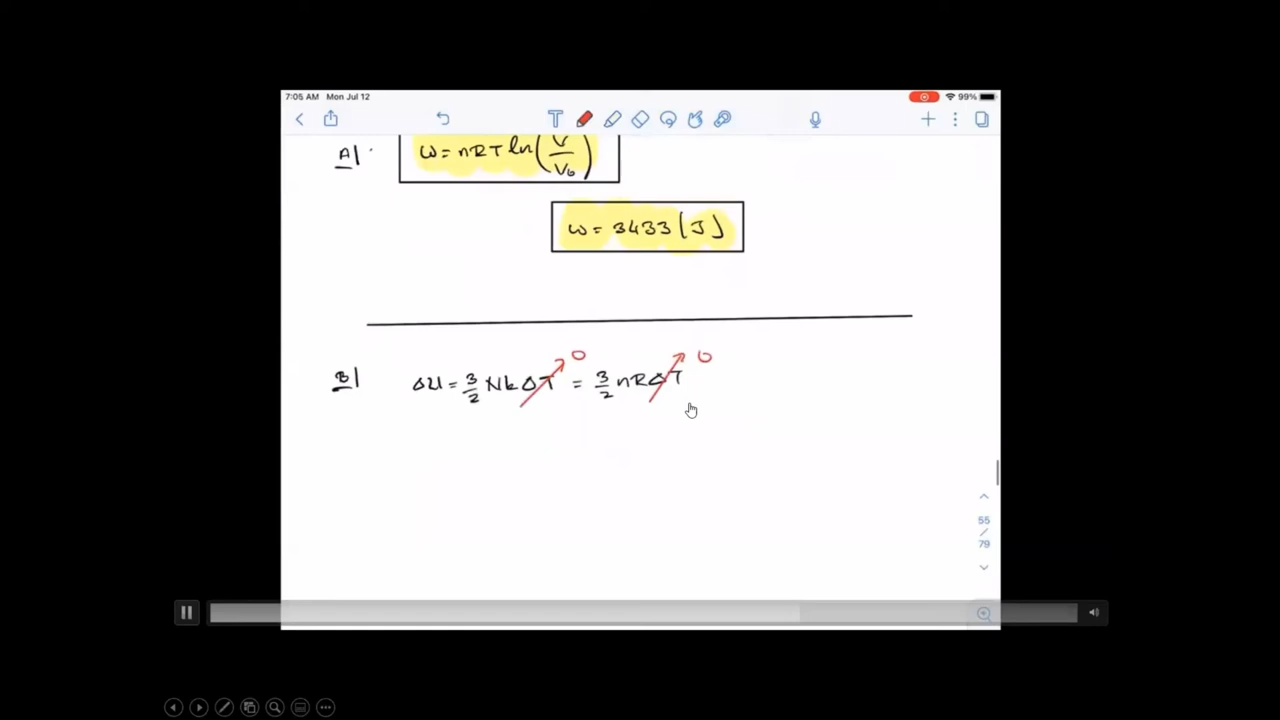 7:05 AM Mon Jul 12
99%
T
A|.
W = nRT ln(V/V₀)
W = 3433 (J)
B|
ΔU = 3/2 NkΔT 0 = 3/2 nRΔT 0
55
/
79